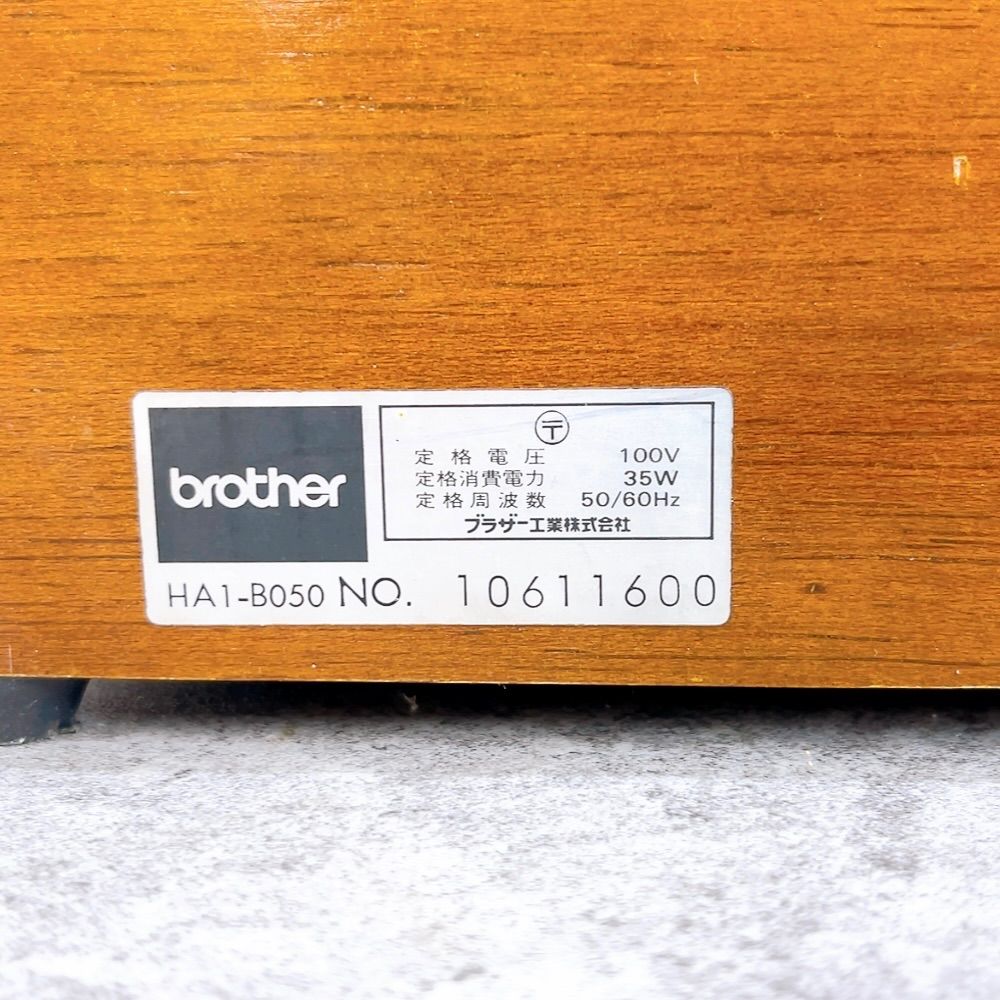 brother
〒
定格電圧 100V
定格消費電力 35W
定格周波数 50/60Hz
ブラザー工業株式会社
HA1-B050 NO. 10611600